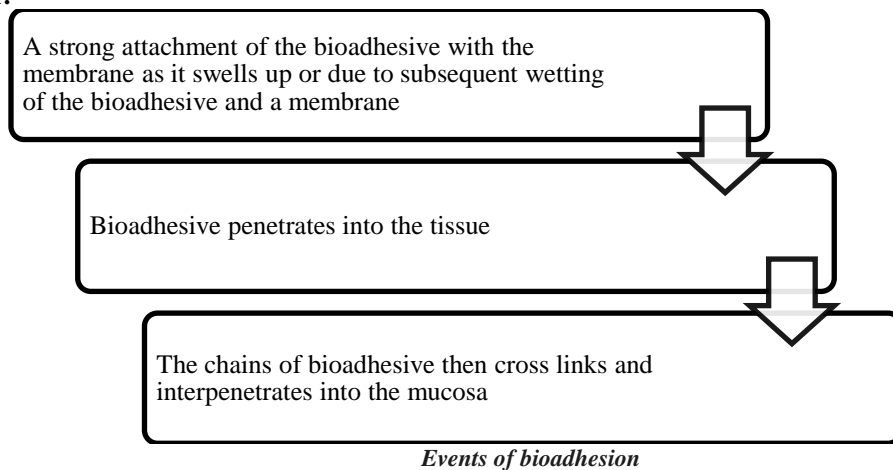 A strong attachment of the bioadhesive with the
membrane as it swells up or due to subsequent wetting
of the bioadhesive and a membrane
Bioadhesive penetrates into the tissue
The chains of bioadhesive then cross links and
interpenetrates into the mucosa
Events of bioadhesion